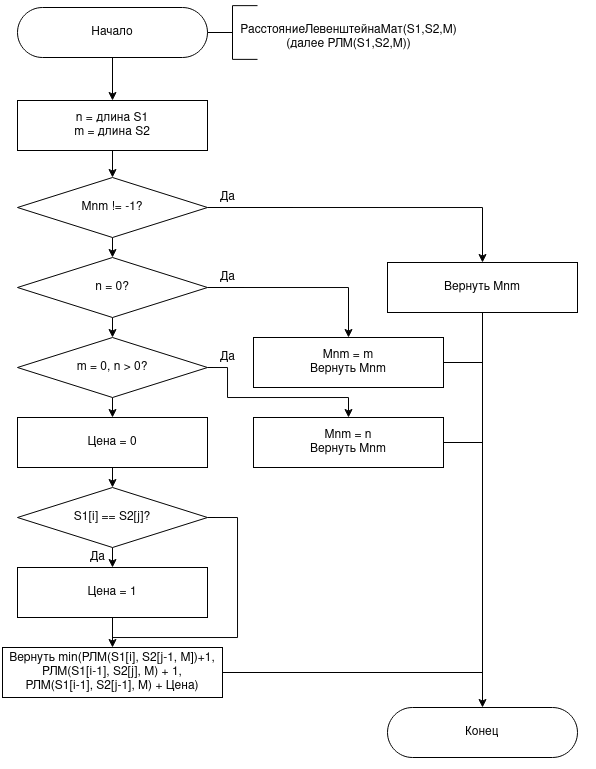 Начало
РасстояниеЛевенштейнаМат(S1,S2,M)
(далее РЛМ(S1,S2,M))
n = длина S1
m = длина S2
Mnm != -1?
Да
n = 0?
Да
Вернуть Mnm
m = 0, n > 0?
Да
Mnm = m
Вернуть Mnm
Цена = 0
Mnm = n
Вернуть Mnm
S1[i] == S2[j]?
Да
Цена = 1
Вернуть min(РЛМ(S1[i], S2[j-1, M])+1,
РЛМ(S1[i-1], S2[j], M) + 1,
РЛМ(S1[i-1], S2[j-1], M) + Цена)
Конец